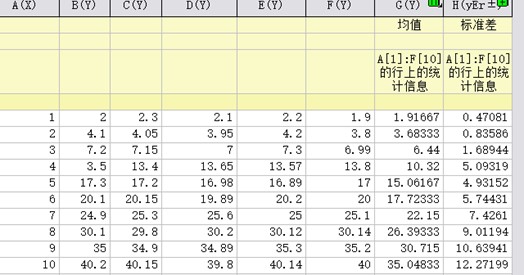 A(X) B(Y) C(Y) D(Y) E(Y) F(Y) G(Y) H(yEr±)
均值 标准差
A[1]:F[10] A[1]:F[10]
的行上的统 的行上的统
计信息 计信息
1 2 2.3 2.1 2.2 1.9 1.91667 0.47081
2 4.1 4.05 3.95 4.2 3.8 3.68333 0.83586
3 7.2 7.15 7 7.3 6.99 6.44 1.68944
4 3.5 13.4 13.65 13.57 13.8 10.32 5.09319
5 17.3 17.2 16.98 16.89 17 15.06167 4.93152
6 20.1 20.15 19.89 20.2 20 17.72333 5.74431
7 24.9 25.3 25.6 25 25.1 22.15 7.4261
8 30.1 29.8 30.2 30.12 30.14 26.39333 9.01194
9 35 34.9 34.89 35.3 35.2 30.715 10.63941
10 40.2 40.15 39.8 40.14 40 35.04833 12.27199